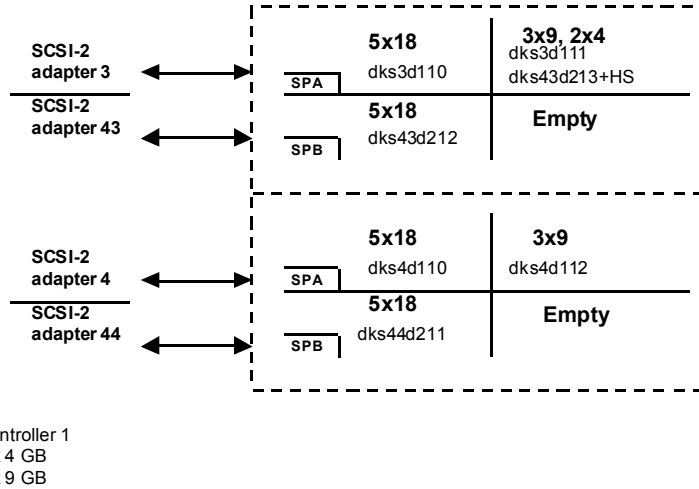 SCSI-2
adapter 3
SCSI-2
adapter 43
5x18
dks3d110
SPA
3x9, 2x4
dks3d111
dks43d213+HS
5x18
dks43d212
SPB
Empty
SCSI-2
adapter 4
SCSI-2
adapter 44
5x18
dks4d110
SPA
3x9
dks4d112
5x18
dks44d211
SPB
Empty
ntroller 1
4 GB
9 GB